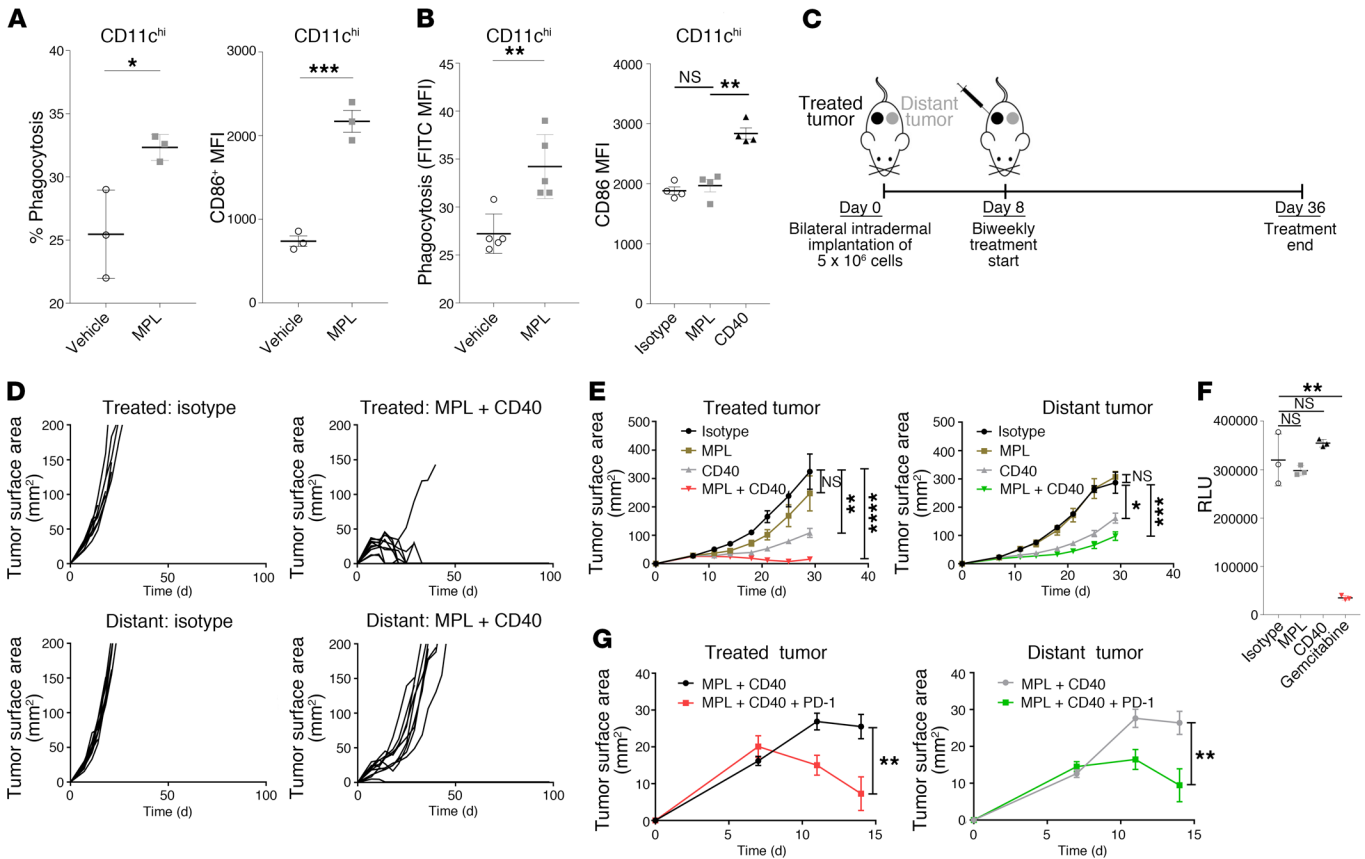 A
CD11cʰⁱ
% Phagocytosis
40
35
30
25
20
*
Vehicle
MPL
CD11cʰⁱ
CD86⁺ MFI
3000
2000
1000
0
***
Vehicle
MPL
B
CD11cʰⁱ
Phagocytosis (FITC MFI)
45
40
35
30
25
20
**
Vehicle
MPL
CD11cʰⁱ
CD86 MFI
4000
3000
2000
1000
0
NS
**
Isotype
MPL
CD40
C
Treated
tumor
Distant
tumor
Day 0
Bilateral intradermal
implantation of
5 x 10⁶ cells
Day 8
Biweekly
treatment
start
Day 36
Treatment
end
D
Treated: isotype
Tumor surface area
(mm²)
200
150
100
50
0
0
50
100
Time (d)
Treated: MPL + CD40
Tumor surface area
(mm²)
200
150
100
50
0
0
50
100
Time (d)
Distant: isotype
Tumor surface area
(mm²)
200
150
100
50
0
0
50
100
Time (d)
Distant: MPL + CD40
Tumor surface area
(mm²)
200
150
100
50
0
0
50
100
Time (d)
E
Treated tumor
Tumor surface area
(mm²)
500
400
300
200
100
0
Isotype
MPL
CD40
MPL + CD40
NS
**
****
0
10
20
30
40
Time (d)
Distant tumor
Tumor surface area
(mm²)
500
400
300
200
100
0
Isotype
MPL
CD40
MPL + CD40
NS
*
***
0
10
20
30
40
Time (d)
F
RLU
400000
300000
200000
100000
0
**
NS
NS
Isotype
MPL
CD40
Gemcitabine
G
Treated tumor
Tumor surface area
(mm²)
40
30
20
10
0
MPL + CD40
MPL + CD40 + PD-1
**
0
5
10
15
Time (d)
Distant tumor
Tumor surface area
(mm²)
40
30
20
10
0
MPL + CD40
MPL + CD40 + PD-1
**
0
5
10
15
Time (d)